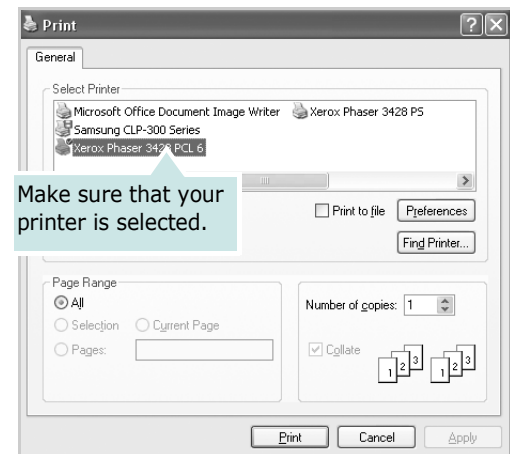 Print
General
Select Printer
Microsoft Office Document Image Writer
Xerox Phaser 3428 PS
Samsung CLP-300 Series
Xerox Phaser 3428 PCL 6
Make sure that your
printer is selected.
Print to file
Preferences
Find Printer...
Page Range
All
Selection
Current Page
Pages:
Number of copies: 1
Collate
1 2 3 1 2 3
Print
Cancel
Apply